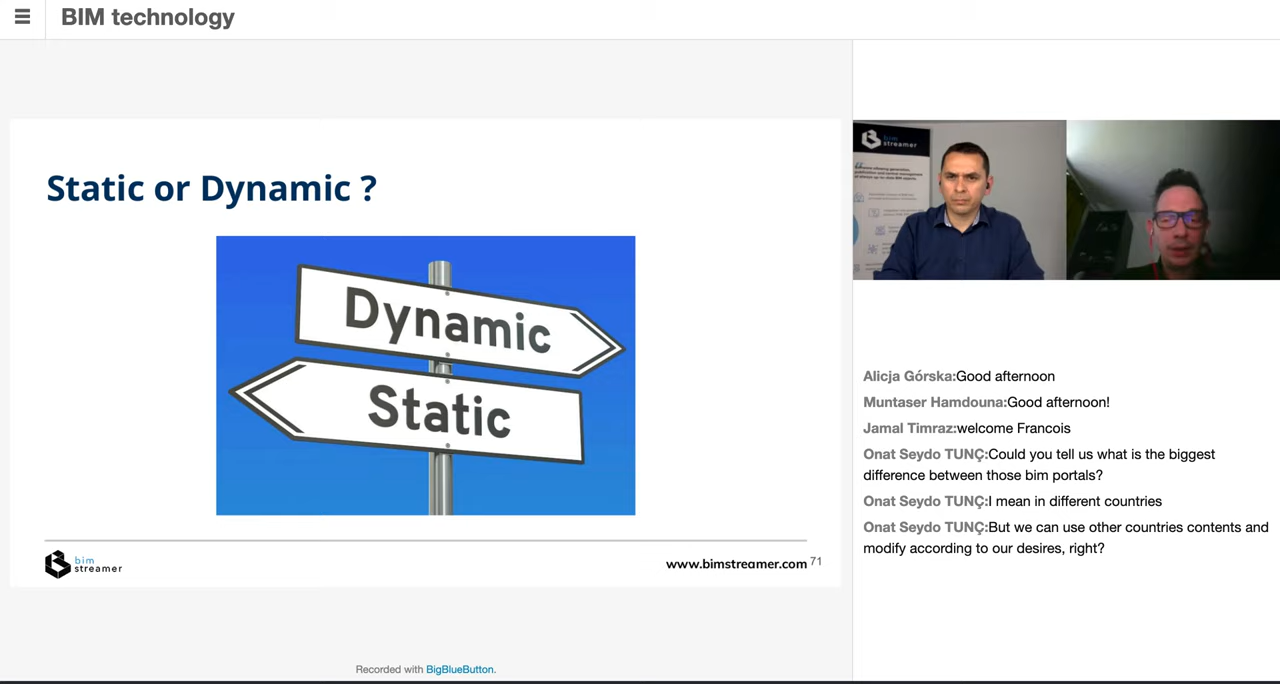 BIM technology
Static or Dynamic ?
Dynamic
Static
bim
streamer
www.bimstreamer.com 71
bim
streamer
Alicja Górska:Good afternoon
Muntaser Hamdouna:Good afternoon!
Jamal Timraz:welcome Francois
Onat Seydo TUNÇ:Could you tell us what is the biggest
difference between those bim portals?
Onat Seydo TUNÇ:I mean in different countries
Onat Seydo TUNÇ:But we can use other countries contents and
modify according to our desires, right?
Recorded with BigBlueButton.